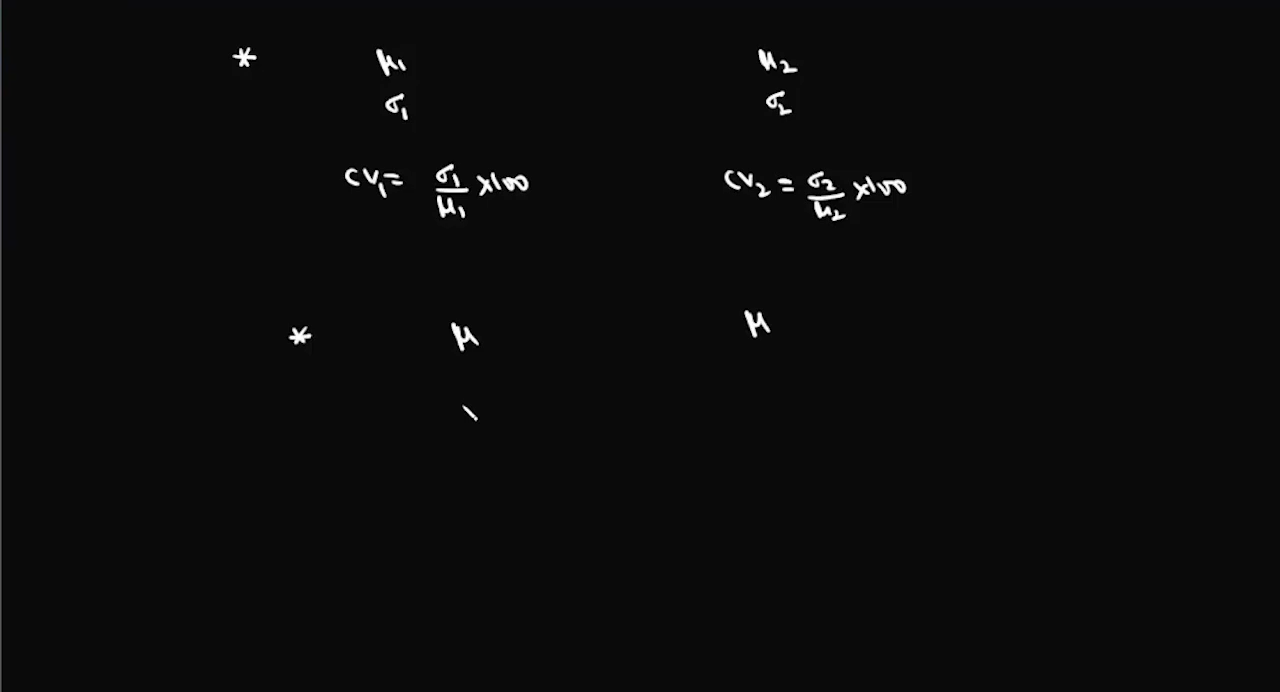 * μ₁ μ₂
σ₁ σ₂
CV₁ = σ₁/μ₁ ×100 CV₂ = σ₂/μ₂ ×100
* μ μ